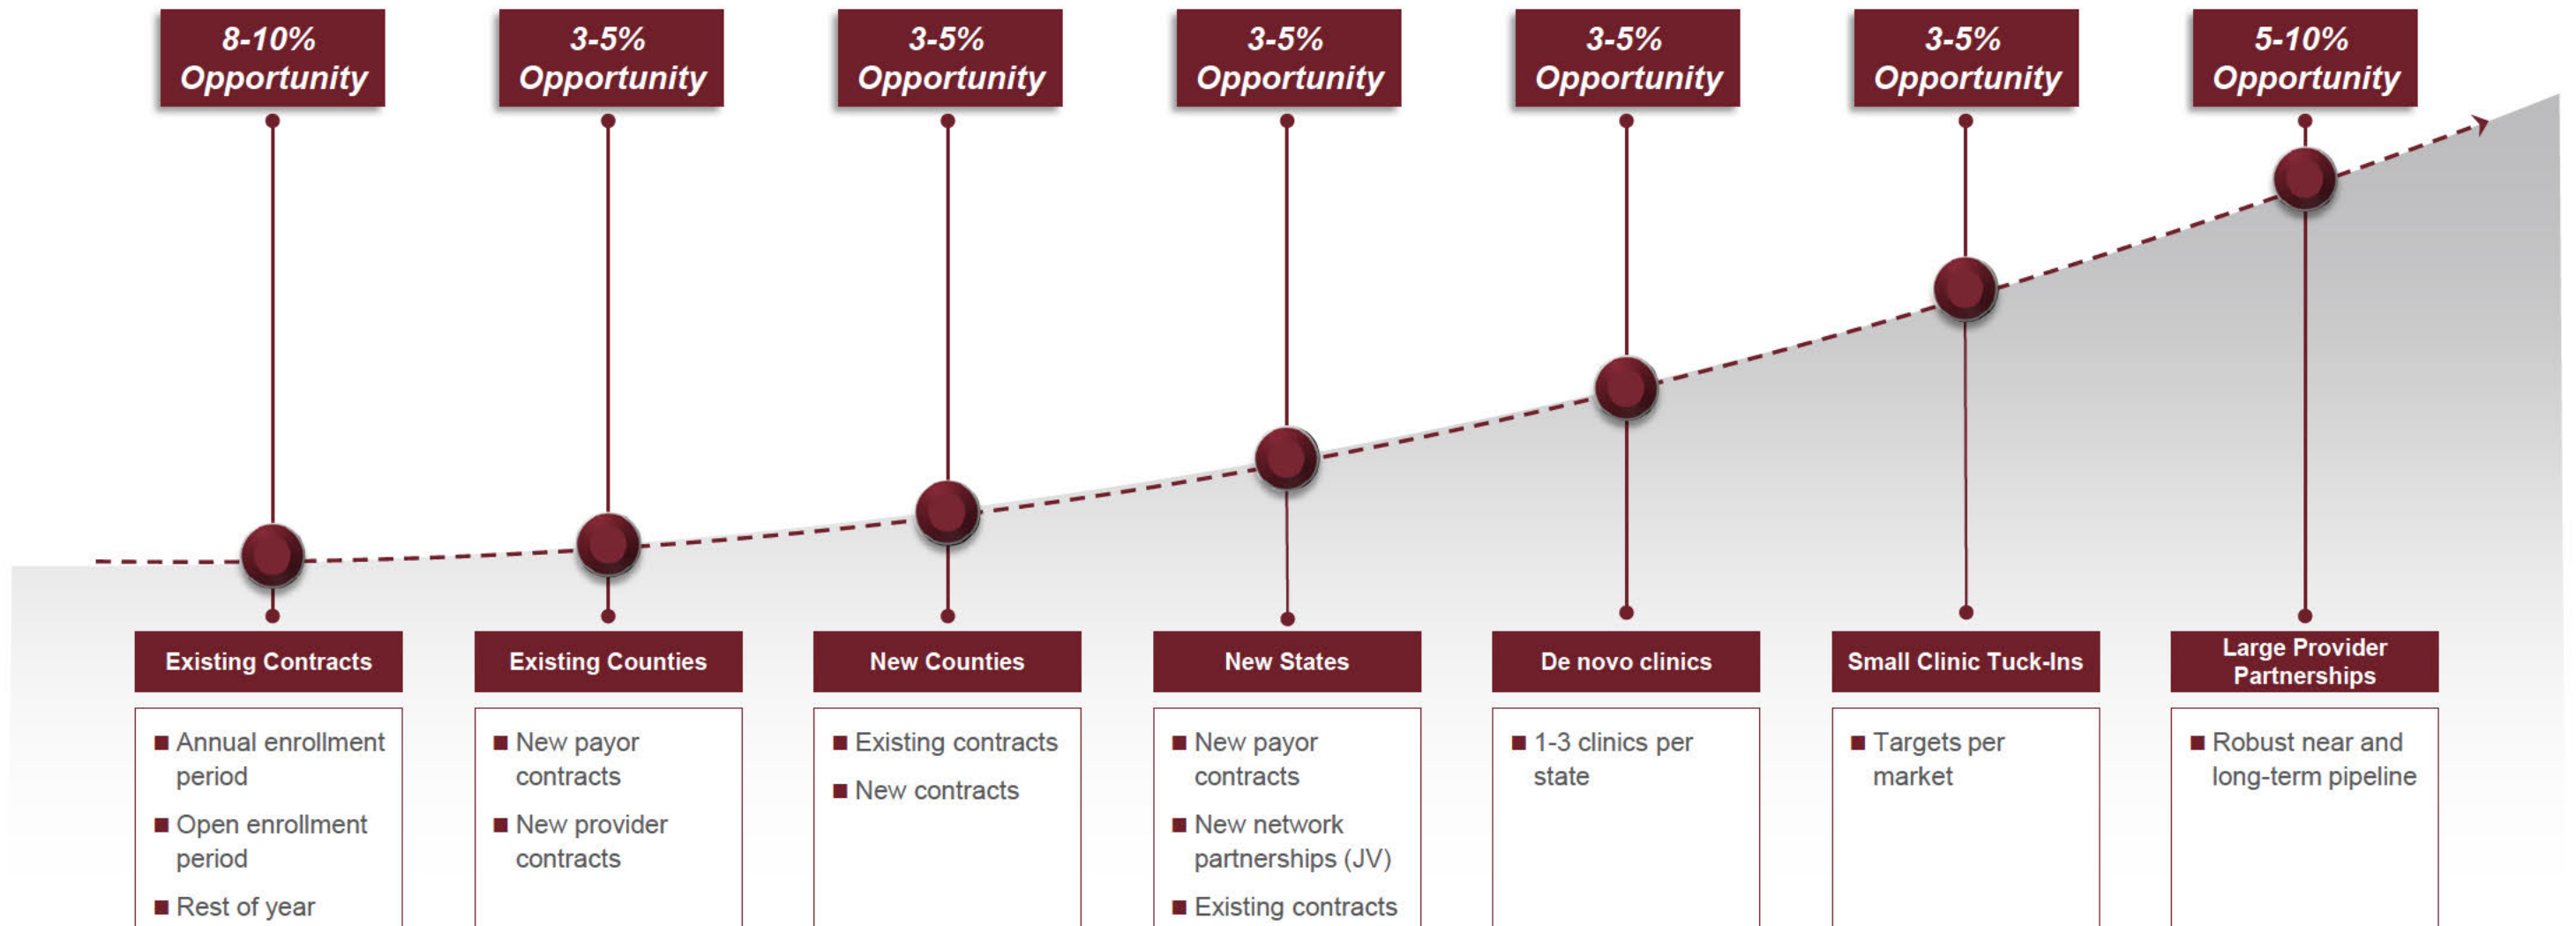 8-10%
Opportunity
3-5%
Opportunity
3-5%
Opportunity
3-5%
Opportunity
3-5%
Opportunity
3-5%
Opportunity
5-10%
Opportunity
Existing Contracts
■ Annual enrollment
period
■ Open enrollment
period
■ Rest of year
Existing Counties
■ New payor
contracts
■ New provider
contracts
New Counties
■ Existing contracts
■ New contracts
New States
■ New payor
contracts
■ New network
partnerships (JV)
■ Existing contracts
De novo clinics
■ 1-3 clinics per
state
Small Clinic Tuck-Ins
■ Targets per
market
Large Provider
Partnerships
■ Robust near and
long-term pipeline